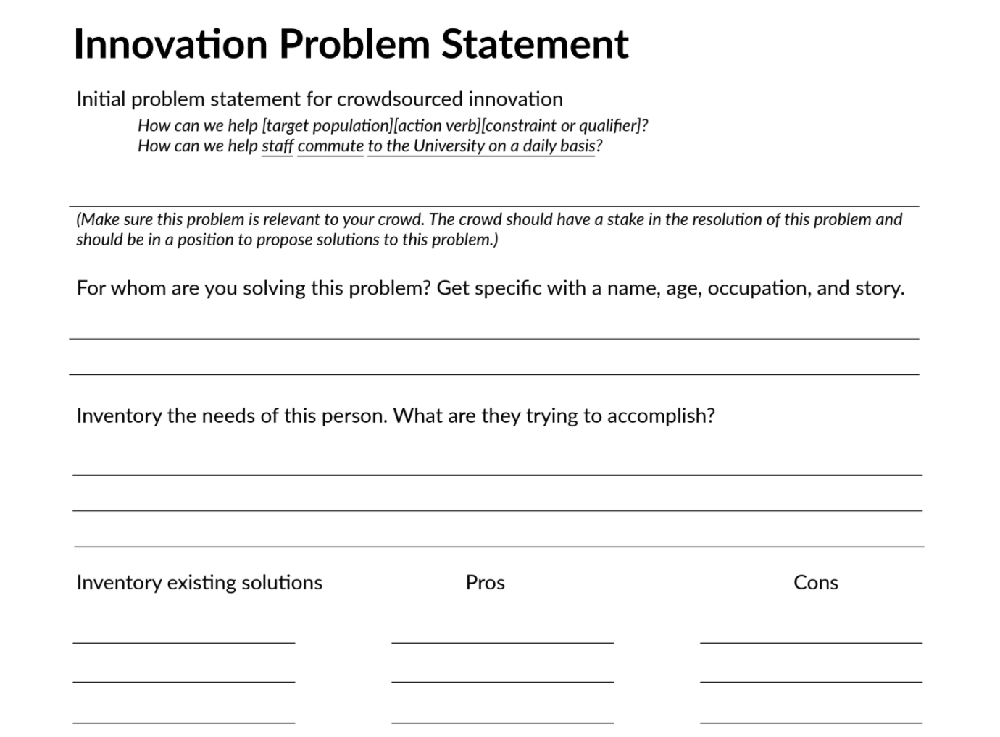 Innovation Problem Statement
Initial problem statement for crowdsourced innovation
How can we help [target population][action verb][constraint or qualifier]?
How can we help staff commute to the University on a daily basis?
(Make sure this problem is relevant to your crowd. The crowd should have a stake in the resolution of this problem and
should be in a position to propose solutions to this problem.)
For whom are you solving this problem? Get specific with a name, age, occupation, and story.
Inventory the needs of this person. What are they trying to accomplish?
Inventory existing solutions Pros Cons